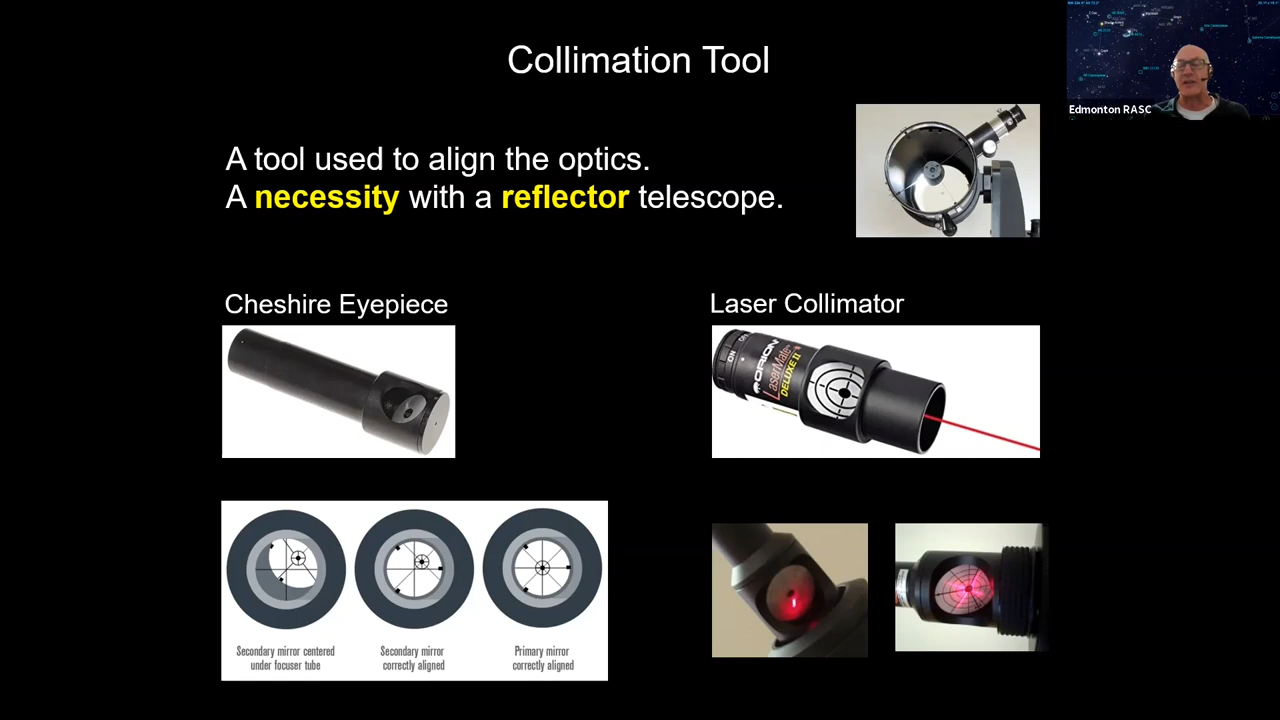 Collimation Tool
Edmonton RASC
A tool used to align the optics.
A necessity with a reflector telescope.
Cheshire Eyepiece
Laser Collimator
ON
ORION
LaserMate
DELUXE II
Secondary mirror centered
under focuser tube
Secondary mirror
correctly aligned
Primary mirror
correctly aligned